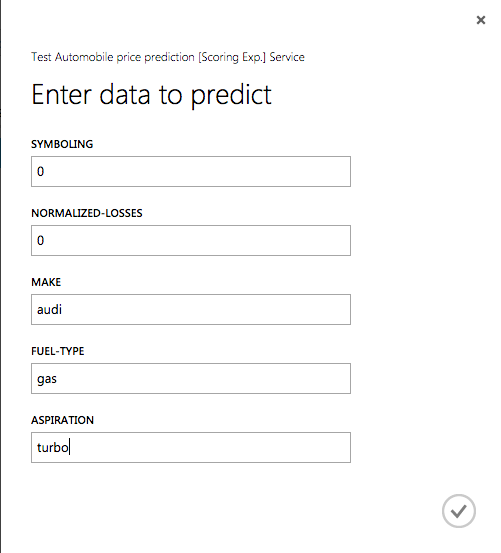 Test Automobile price prediction [Scoring Exp.] Service
Enter data to predict
SYMBOLING
0
NORMALIZED-LOSSES
0
MAKE
audi
FUEL-TYPE
gas
ASPIRATION
turbo